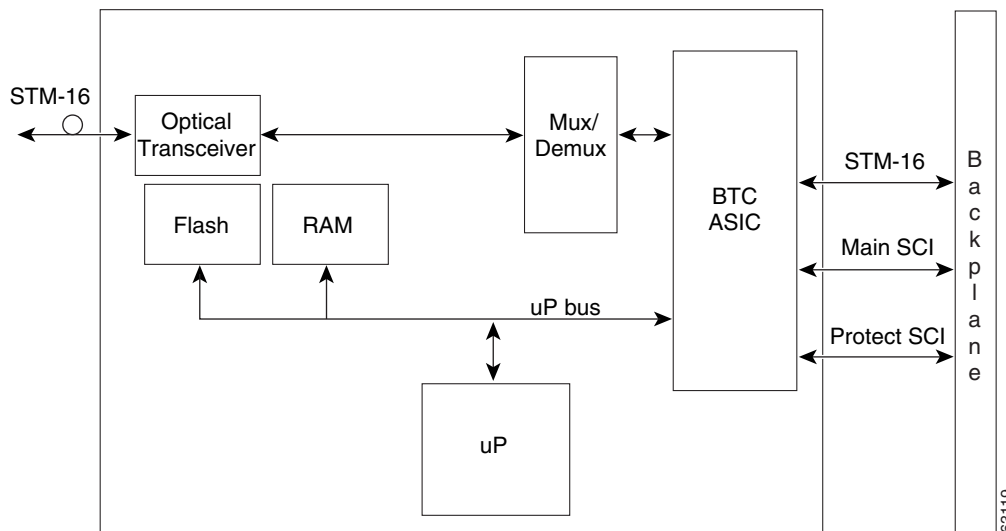 STM-16
Optical
Transceiver
Mux/
Demux
BTC
ASIC
Flash
RAM
uP bus
uP
STM-16
Main SCI
Protect SCI
Backplane